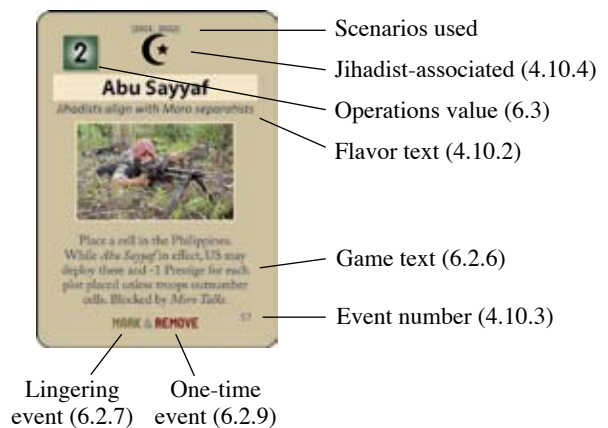 Scenarios used
2
Jihadist-associated (4.10.4)
Abu Sayyaf
Jihadists align with Moro separatists
Operations value (6.3)
Flavor text (4.10.2)
Place a cell in the Philippines.
While Abu Sayyaf in effect, US may
deploy there and -1 Prestige for each
plot placed unless troops outnumber
cells. Blocked by Moro Talks.
Game text (6.2.6)
MARK & REMOVE
57
Event number (4.10.3)
Lingering
event (6.2.7)
One-time
event (6.2.9)